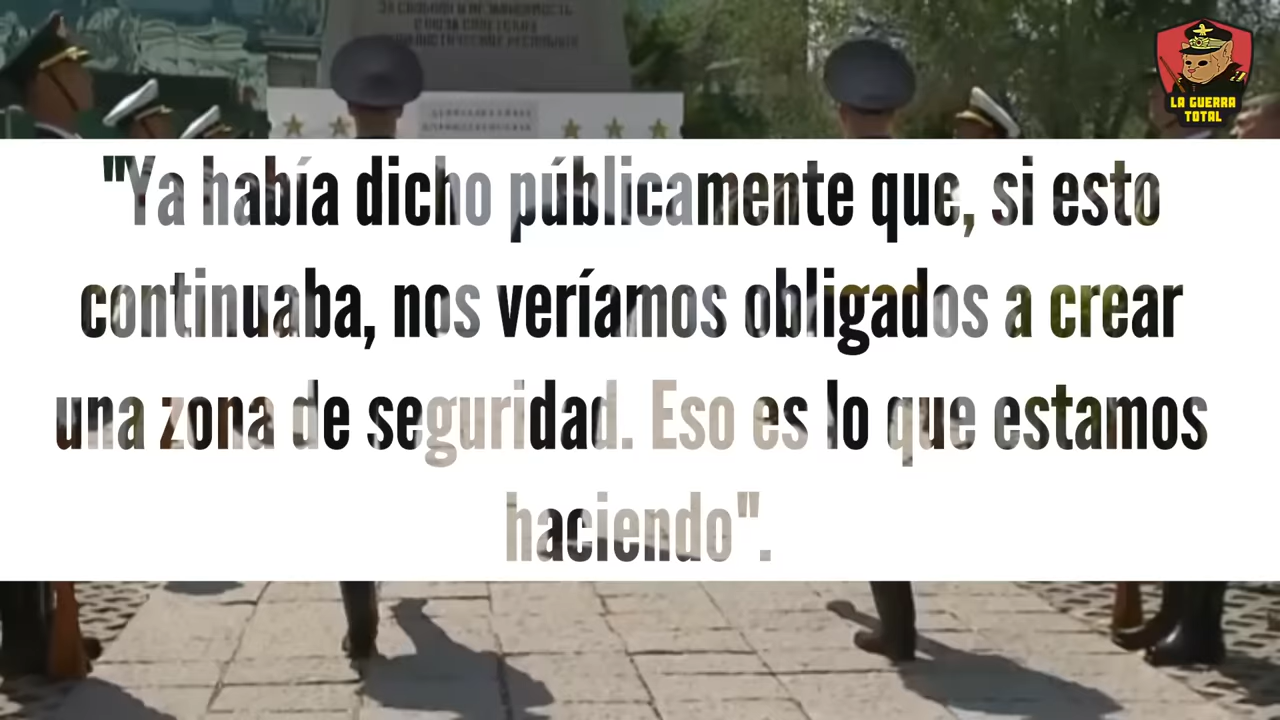 "Ya había dicho públicamente que, si esto
continuaba, nos veríamos obligados a crear
una zona de seguridad. Eso es lo que estamos
haciendo".
LA GUERRA
TOTAL